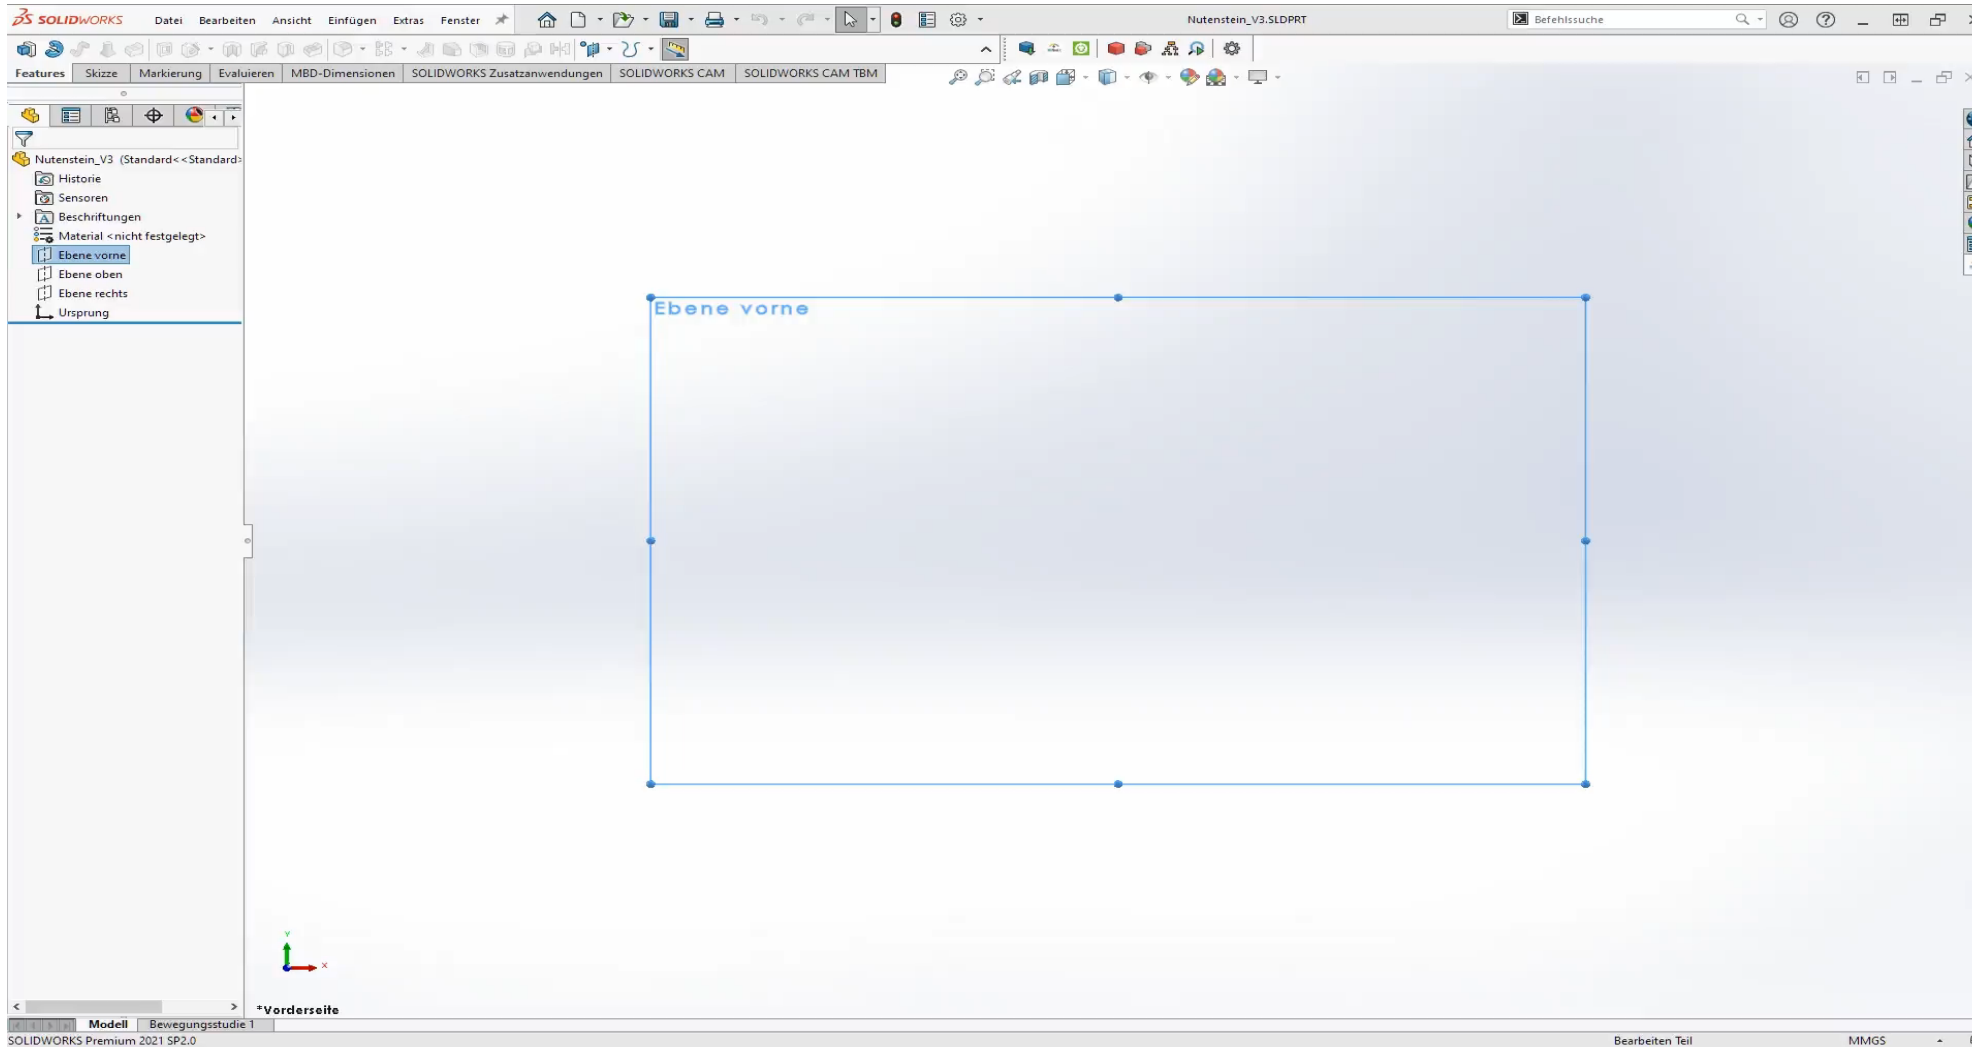 SOLIDWORKS Datei Bearbeiten Ansicht Einfügen Extras Fenster Nutenstein_V3.SLDPRT Befehlssuche
Features Skizze Markierung Evaluieren MBD-Dimensionen SOLIDWORKS Zusatzanwendungen SOLIDWORKS CAM SOLIDWORKS CAM TBM
Nutenstein_V3 (Standard<<Standard>
Historie
Sensoren
Beschriftungen
Material <nicht festgelegt>
Ebene vorne
Ebene oben
Ebene rechts
Ursprung
Ebene vorne
Y
X
*Vorderseite
Modell Bewegungsstudie 1
SOLIDWORKS Premium 2021 SP2.0 Bearbeiten Teil MMGS